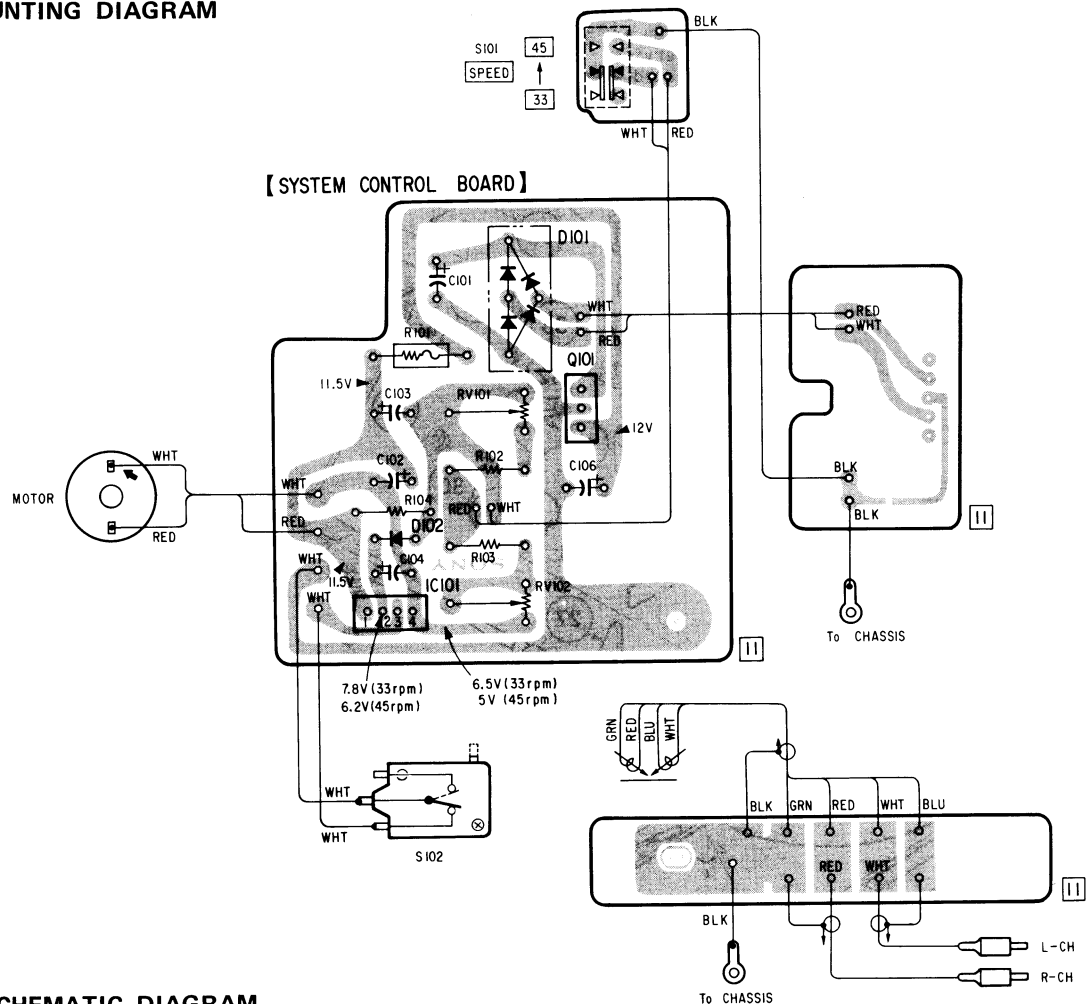 UNTING DIAGRAM
BLK
S101
45
SPEED
33
WHT
RED
【SYSTEM CONTROL BOARD】
D101
C101
WHT
RED
RED
WHT
R101
Q101
11.5V
C103
RV101
12V
WHT
C102
R102
C106
BLK
MOTOR
WHT
R104
RED
WHT
RED
D102
BLK
11
RED
WHT
C104
R103
SONY
11.5V
IC101
RV102
WHT
1 2 3 4
To CHASSIS
11
7.8V(33rpm)
6.2V(45rpm)
6.5V(33rpm)
5V(45rpm)
GRN
RED
BLU
WHT
WHT
BLK
GRN
RED
WHT
BLU
WHT
S102
RED
WHT
11
BLK
L-CH
R-CH
To CHASSIS
CHEMATIC DIAGRAM